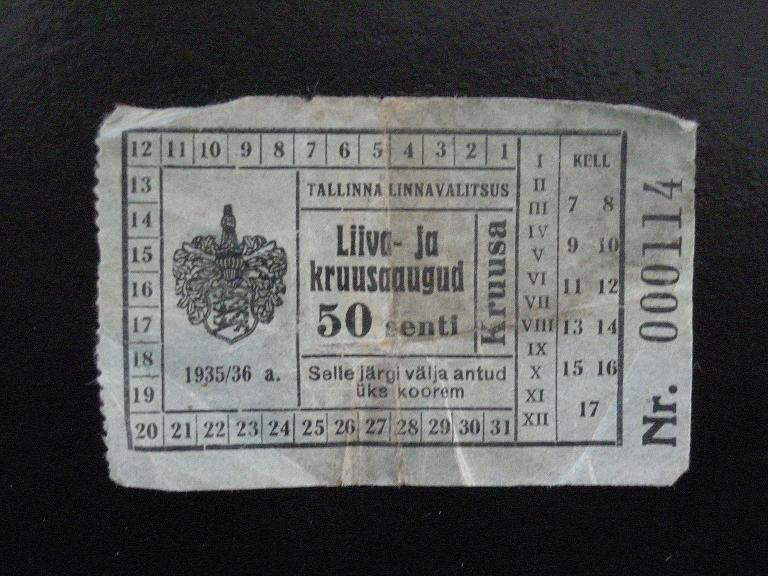 12 11 10 9 8 7 6 5 4 3 2 1
13
14
15
16
17
18
19
20 21 22 23 24 25 26 27 28 29 30 31
1935/36 a.
TALLINNA LINNAVALITSUS
Liiva- ja
kruusaaugud
50 senti
Kruusa
Selle järgi välja antud
üks koorem
I
II
III
IV
V
VI
VII
VIII
IX
X
XI
XII
KELL
7 8
9 10
11 12
13 14
15 16
17
Nr. 000114